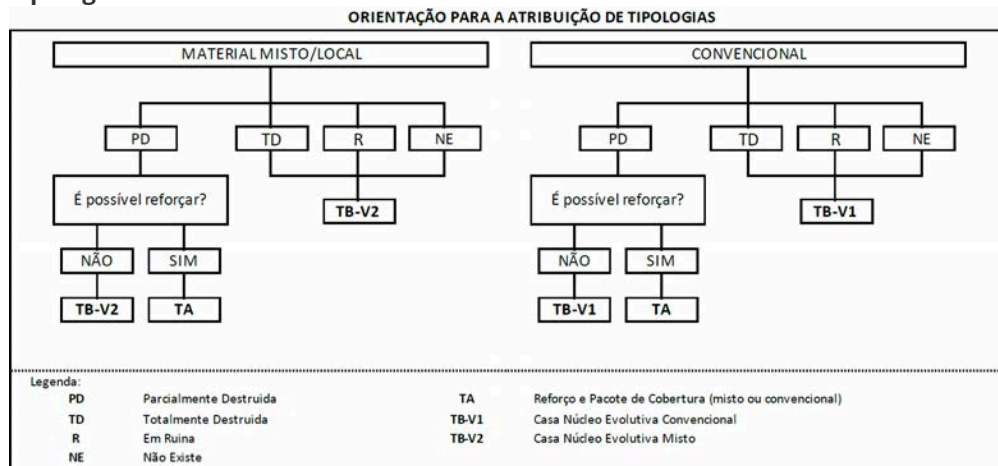 ORIENTAÇÃO PARA A ATRIBUIÇÃO DE TIPOLOGIAS
MATERIAL MISTO/LOCAL
PD TD R NE
É possível reforçar?
TB-V2
NÃO SIM
TB-V2 TA
CONVENCIONAL
PD TD R NE
É possível reforçar?
TB-V1
NÃO SIM
TB-V1 TA
Legenda:
PD Parcialmente Destruida
TD Totalmente Destruida
R Em Ruina
NE Não Existe
TA Reforço e Pacote de Cobertura (misto ou convencional)
TB-V1 Casa Núcleo Evolutiva Convencional
TB-V2 Casa Núcleo Evolutiva Misto